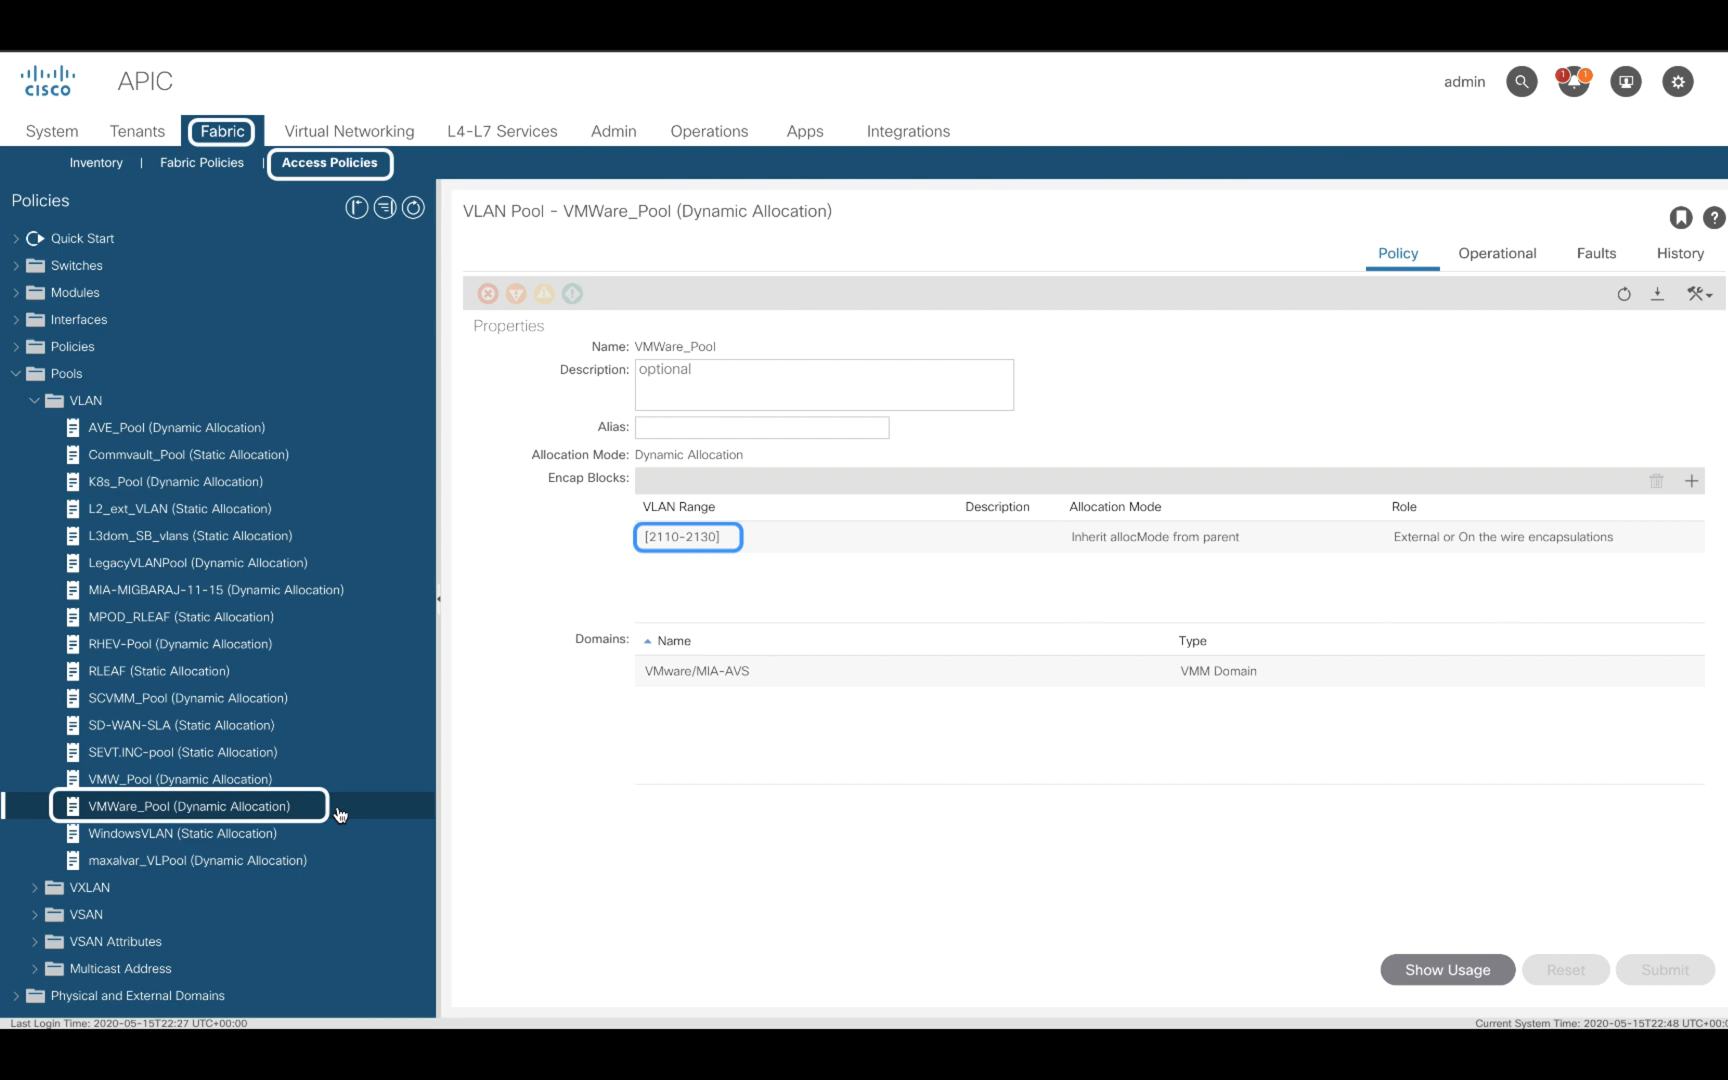 CISCO
APIC
admin
1 1
System Tenants Fabric Virtual Networking L4-L7 Services Admin Operations Apps Integrations
Inventory | Fabric Policies | Access Policies
Policies
Quick Start
Switches
Modules
Interfaces
Policies
Pools
VLAN
AVE_Pool (Dynamic Allocation)
Commvault_Pool (Static Allocation)
K8s_Pool (Dynamic Allocation)
L2_ext_VLAN (Static Allocation)
L3dom_SB_vlans (Static Allocation)
LegacyVLANPool (Dynamic Allocation)
MIA-MIGBARAJ-11-15 (Dynamic Allocation)
MPOD_RLEAF (Static Allocation)
RHEV-Pool (Dynamic Allocation)
RLEAF (Static Allocation)
SCVMM_Pool (Dynamic Allocation)
SD-WAN-SLA (Static Allocation)
SEVT.INC-pool (Static Allocation)
VMW_Pool (Dynamic Allocation)
VMWare_Pool (Dynamic Allocation)
WindowsVLAN (Static Allocation)
maxalvar_VLPool (Dynamic Allocation)
VXLAN
VSAN
VSAN Attributes
Multicast Address
Physical and External Domains
VLAN Pool - VMWare_Pool (Dynamic Allocation)
Policy Operational Faults History
Properties
Name: VMWare_Pool
Description: optional
Alias:
Allocation Mode: Dynamic Allocation
Encap Blocks:
VLAN Range Description Allocation Mode Role
[2110-2130] Inherit allocMode from parent External or On the wire encapsulations
Domains: Name Type
VMware/MIA-AVS VMM Domain
Show Usage Reset Submit
Last Login Time: 2020-05-15T22:27 UTC+00:00
Current System Time: 2020-05-15T22:48 UTC+00: